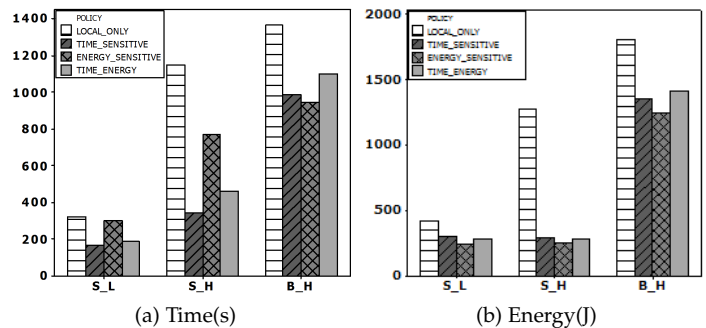 1400
1200
1000
800
600
400
200
0
POLICY
LOCAL_ONLY
TIME_SENSITIVE
ENERGY_SENSITIVE
TIME_ENERGY
S_L S_H B_H
(a) Time(s)
2000
1500
1000
500
0
POLICY
LOCAL_ONLY
TIME_SENSITIVE
ENERGY_SENSITIVE
TIME_ENERGY
S_L S_H B_H
(b) Energy(J)